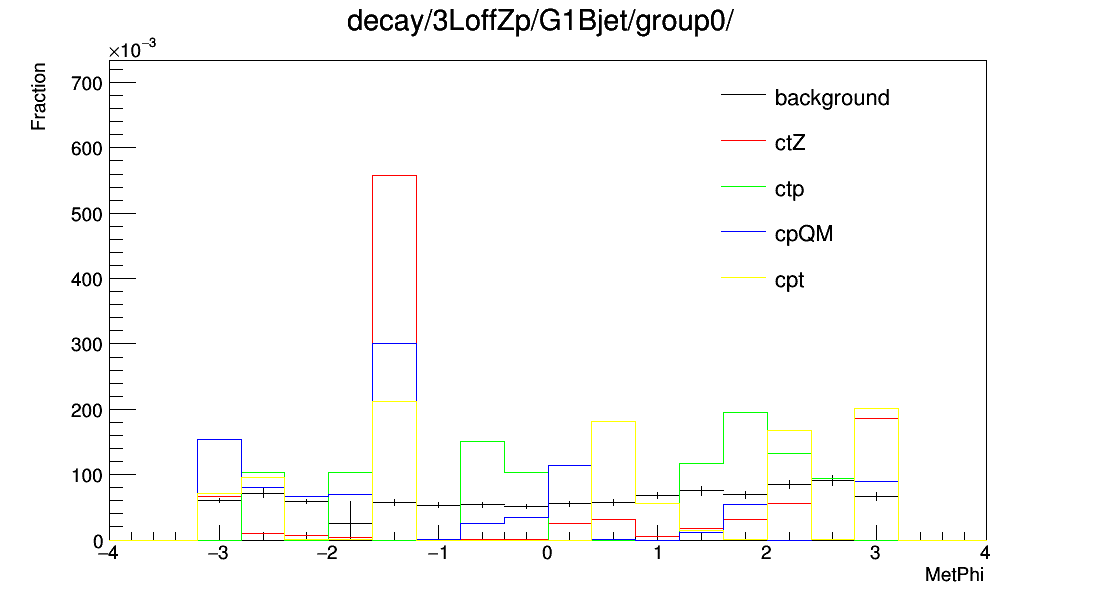 decay/3LoffZp/G1Bjet/group0/
×10⁻³
Fraction
700
600
500
400
300
200
100
0
background
ctZ
ctp
cpQM
cpt
−4 −3 −2 −1 0 1 2 3 4
MetPhi